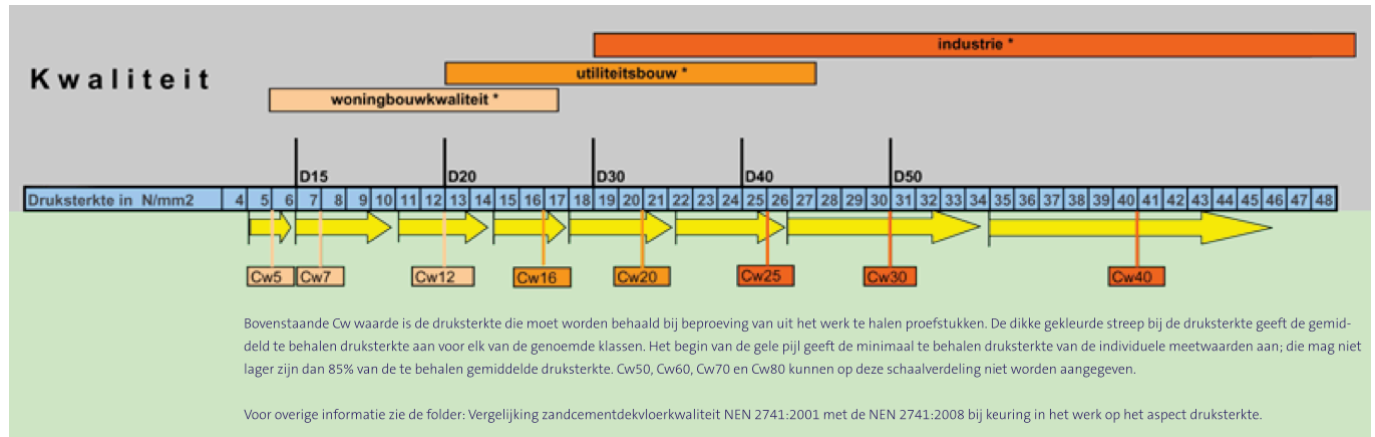 industrie *
Kwaliteit
utiliteitsbouw *
woningbouwkwaliteit *
D15 D20 D30 D40 D50
Druksterkte in N/mm2 4 5 6 7 8 9 10 11 12 13 14 15 16 17 18 19 20 21 22 23 24 25 26 27 28 29 30 31 32 33 34 35 36 37 38 39 40 41 42 43 44 45 46 47 48
Cw5 Cw7 Cw12 Cw16 Cw20 Cw25 Cw30 Cw40
Bovenstaande Cw waarde is de druksterkte die moet worden behaald bij beproeving van uit het werk te halen proefstukken. De dikke gekleurde streep bij de druksterkte geeft de gemid-
deld te behalen druksterkte aan voor elk van de genoemde klassen. Het begin van de gele pijl geeft de minimaal te behalen druksterkte van de individuele meetwaarden aan; die mag niet
lager zijn dan 85% van de te behalen gemiddelde druksterkte. Cw50, Cw60, Cw70 en Cw80 kunnen op deze schaalverdeling niet worden aangegeven.
Voor overige informatie zie de folder: Vergelijking zandcementdekvloerkwaliteit NEN 2741:2001 met de NEN 2741:2008 bij keuring in het werk op het aspect druksterkte.